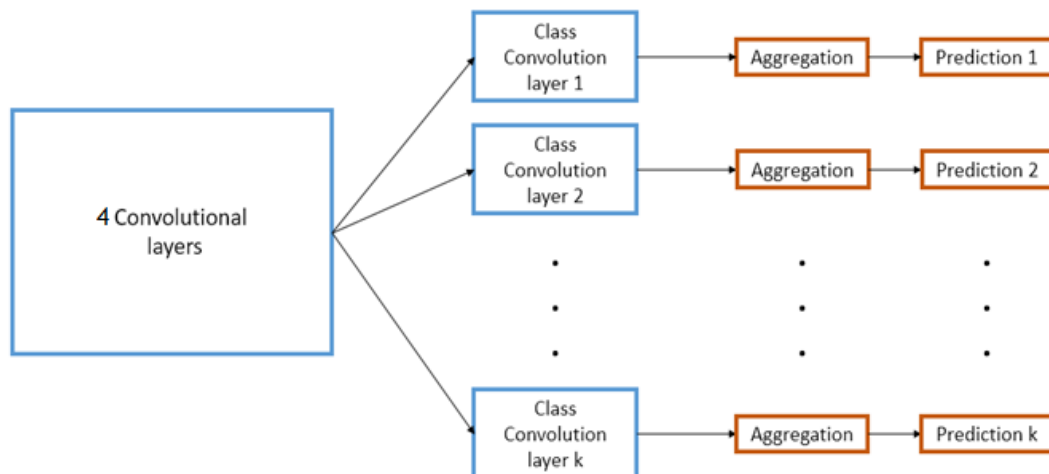 Class
Convolution
layer 1
Aggregation
Prediction 1
Class
Convolution
layer 2
Aggregation
Prediction 2
4 Convolutional
layers
Class
Convolution
layer k
Aggregation
Prediction k